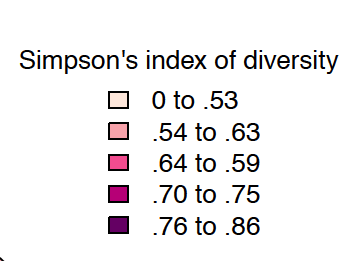 Simpson's index of diversity
0 to .53
.54 to .63
.64 to .59
.70 to .75
.76 to .86